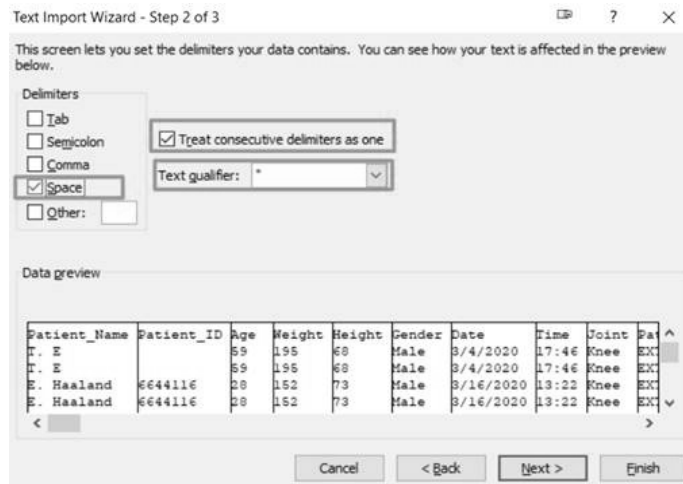 Text Import Wizard - Step 2 of 3
This screen lets you set the delimiters your data contains. You can see how your text is affected in the preview
below.
Delimiters
Tab
Semicolon
Comma
Space
Other:
Treat consecutive delimiters as one
Text qualifier: "
Data preview
Patient_Name Patient_ID Age Weight Height Gender Date Time Joint Pat
T. E 59 195 68 Male 3/4/2020 17:46 Knee EXT
T. E 59 195 68 Male 3/4/2020 17:46 Knee EXT
E. Haaland 6644116 28 152 73 Male 3/16/2020 13:22 Knee EXT
E. Haaland 6644116 28 152 73 Male 3/16/2020 13:22 Knee EXT
Cancel < Back Next > Finish